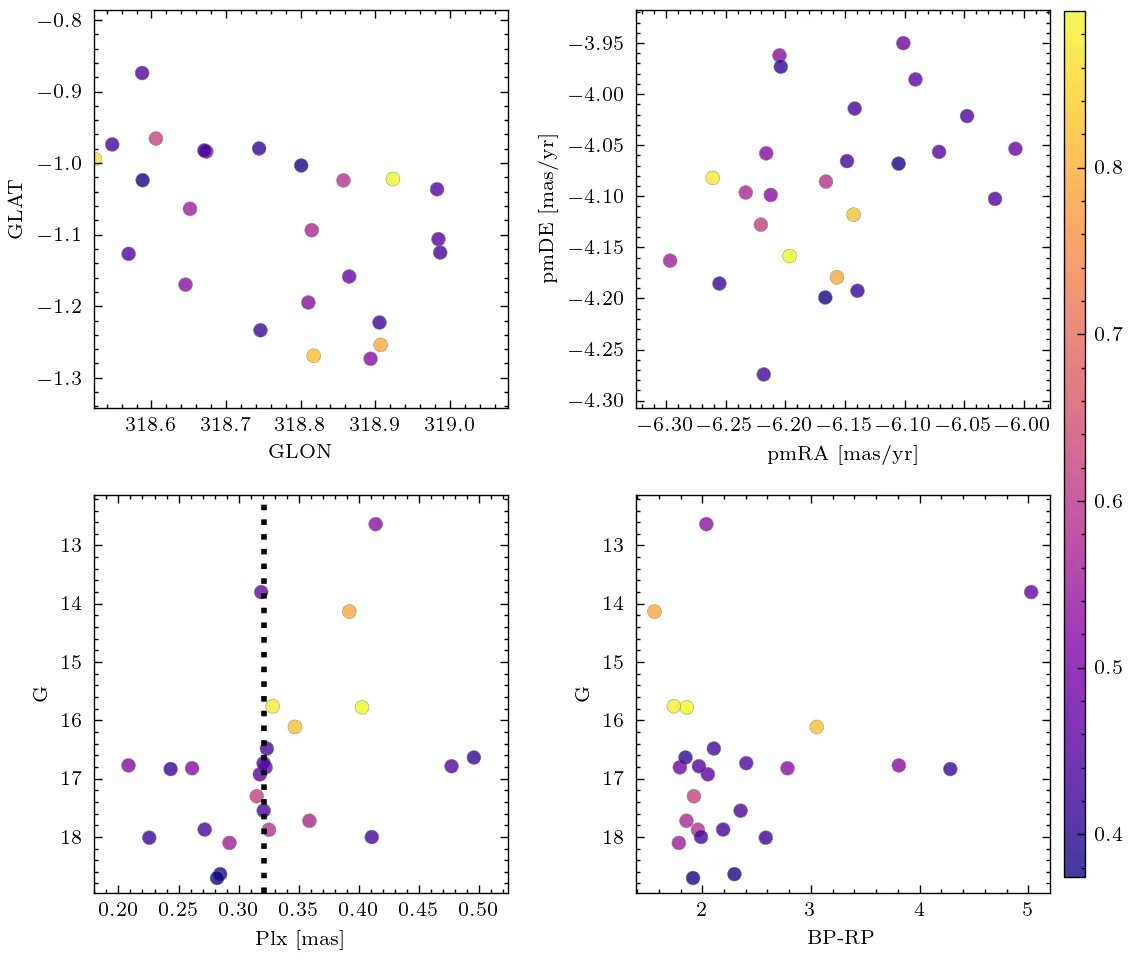 −0.8
−0.9
−1.0
−1.1
−1.2
−1.3
GLAT
318.6 318.7 318.8 318.9 319.0
GLON
−3.95
−4.00
−4.05
−4.10
−4.15
−4.20
−4.25
−4.30
pmDE [mas/yr]
−6.30 −6.25 −6.20 −6.15 −6.10 −6.05 −6.00
pmRA [mas/yr]
13
14
15
16
17
18
G
0.20 0.25 0.30 0.35 0.40 0.45 0.50
Plx [mas]
13
14
15
16
17
18
G
2 3 4 5
BP-RP
0.8
0.7
0.6
0.5
0.4